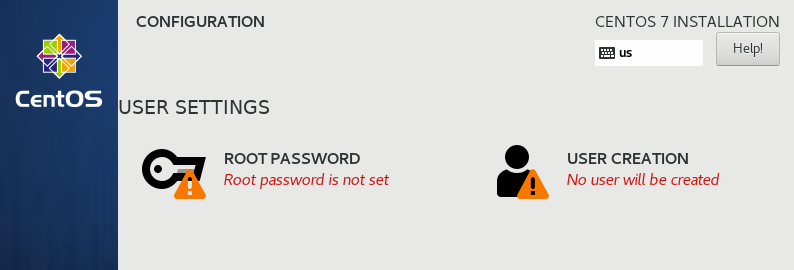 CONFIGURATION
CENTOS 7 INSTALLATION
us
Help!
CentOS
USER SETTINGS
ROOT PASSWORD
Root password is not set
USER CREATION
No user will be created